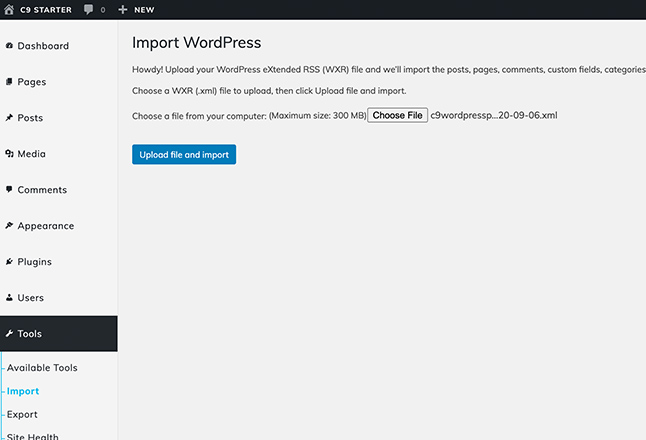 C9 STARTER 0 NEW
Dashboard
Pages
Posts
Media
Comments
Appearance
Plugins
Users
Tools
Available Tools
Import
Export
Site Health
Import WordPress
Howdy! Upload your WordPress eXtended RSS (WXR) file and we'll import the posts, pages, comments, custom fields, categories
Choose a WXR (.xml) file to upload, then click Upload file and import.
Choose a file from your computer: (Maximum size: 300 MB) Choose File c9wordpressp...20-09-06.xml
Upload file and import